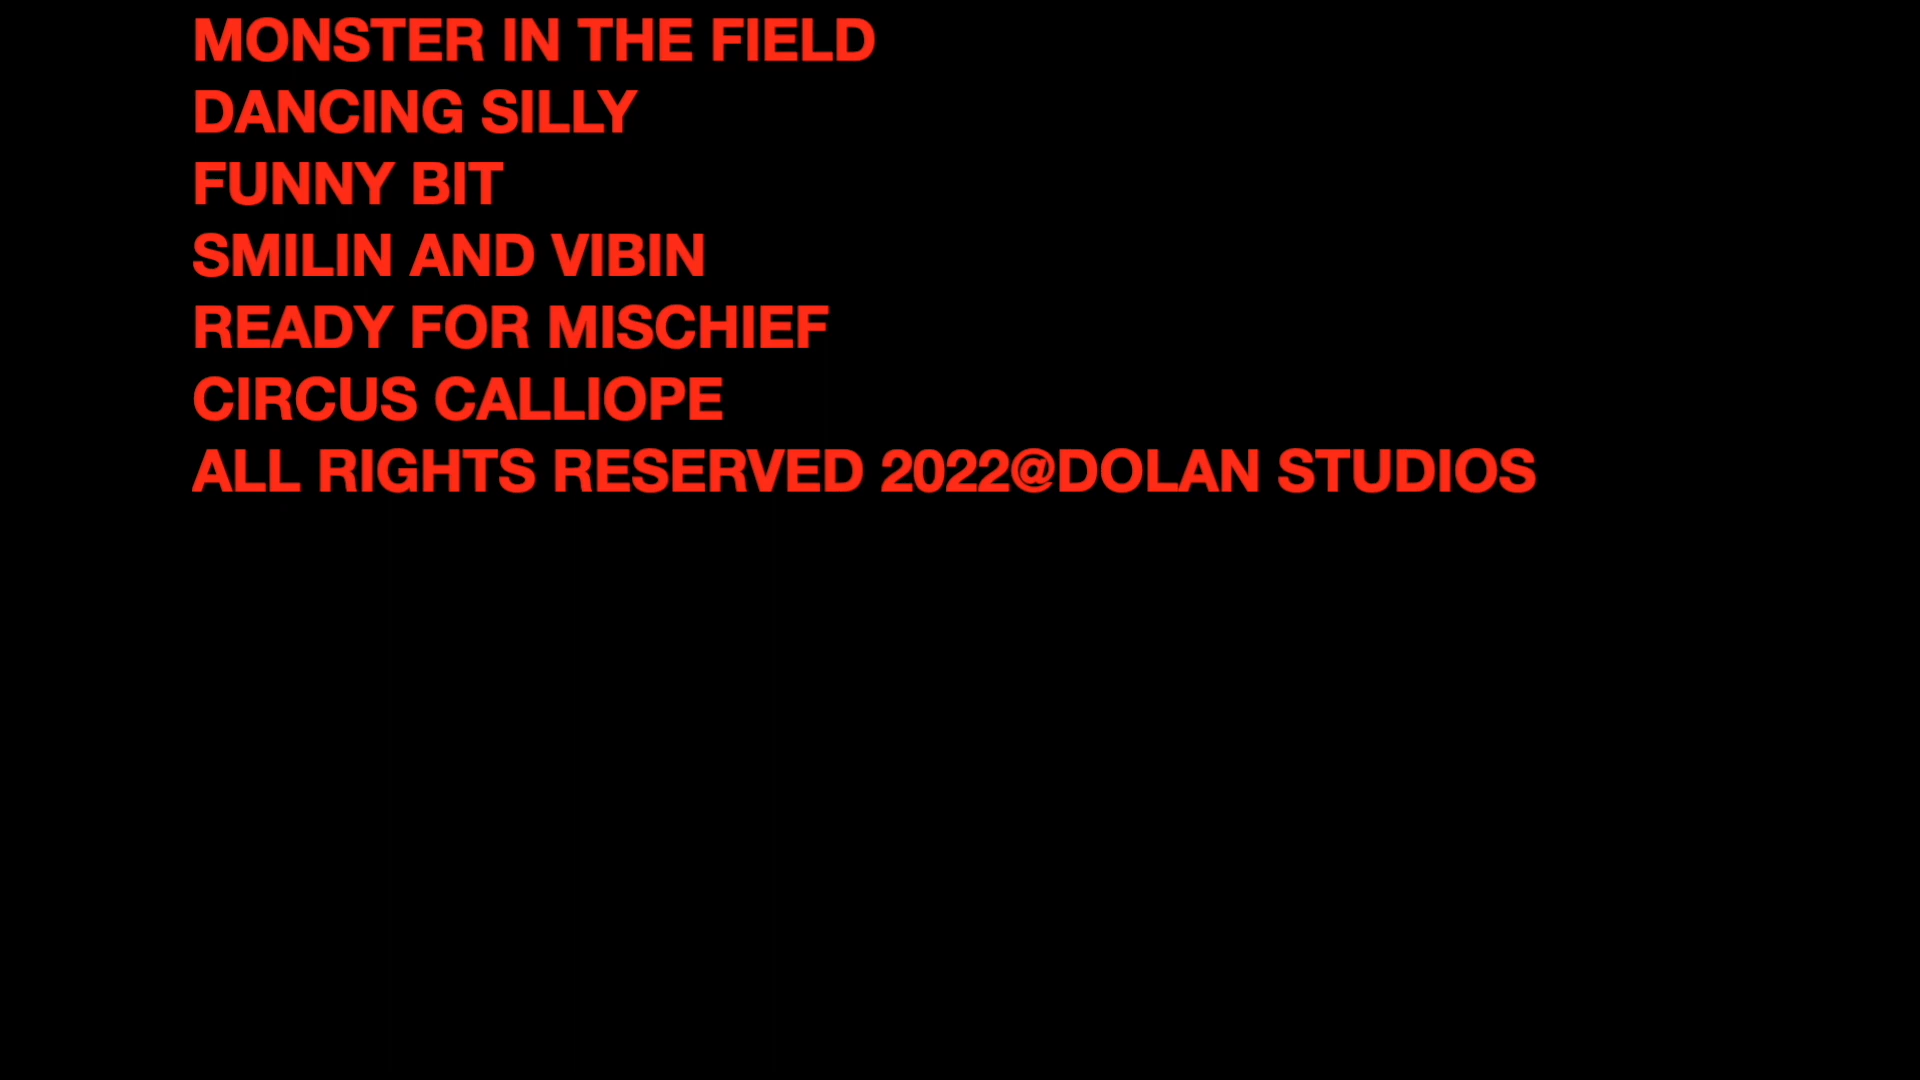 MONSTER IN THE FIELD
DANCING SILLY
FUNNY BIT
SMILIN AND VIBIN
READY FOR MISCHIEF
CIRCUS CALLIOPE
ALL RIGHTS RESERVED 2022@DOLAN STUDIOS